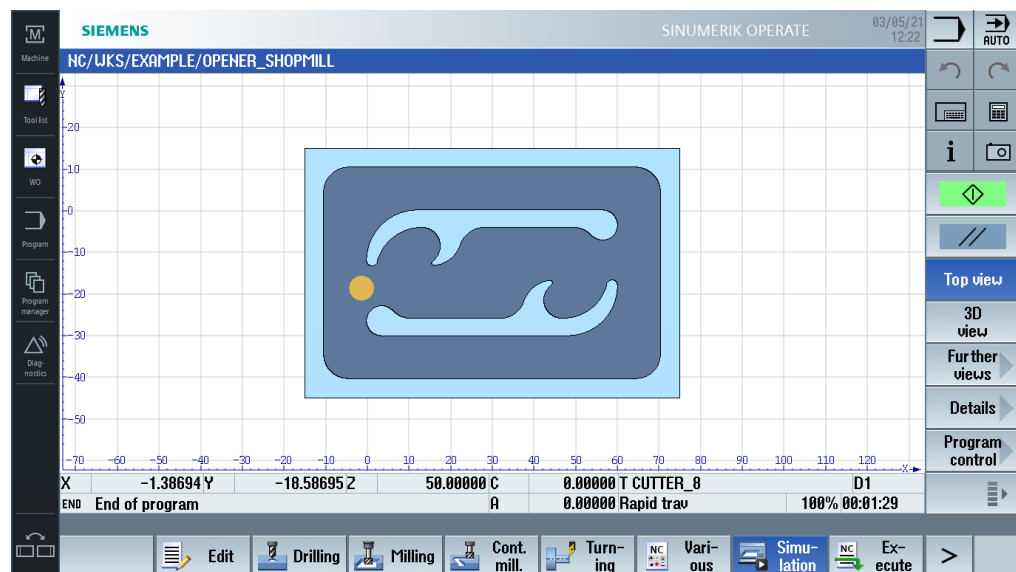 SIEMENS
SINUMERIK OPERATE
03/05/21
12:22
M
Machine
AUTO
NC/WKS/EXAMPLE/OPENER_SHOPMILL
Y
20
10
0
-10
-20
-30
-40
-50
-70 -60 -50 -40 -30 -20 -10 0 10 20 30 40 50 60 70 80 90 100 110 120
X
Tool list
WO
Program
Program
manager
Diag-
nostics
i
Top view
3D
view
Further
views
Details
Program
control
X -1.38694 Y -18.58695 Z 50.00000 C 0.00000 T CUTTER_8 D1
END End of program A 0.00000 Rapid trav 100% 00:01:29
Edit
Drilling
Milling
Cont.
mill.
Turn-
ing
NC
Vari-
ous
Simu-
lation
NC
Ex-
ecute
>